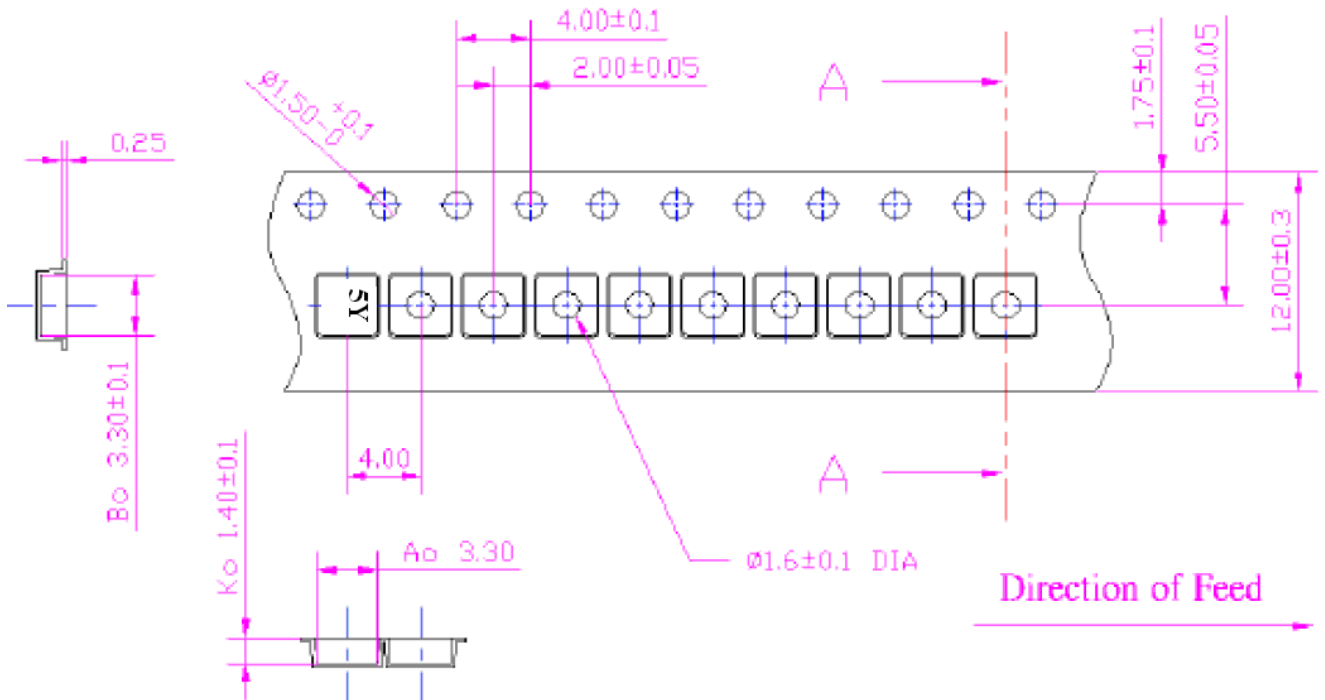 4.00±0.1
2.00±0.05
Ø1.50 +0.1 -0
A
1.75±0.1
5.50±0.05
0.25
12.00±0.3
5Y
Bo 3.30±0.1
4.00
A
Ko 1.40±0.1
Ao 3.30
Ø1.6±0.1 DIA
Direction of Feed